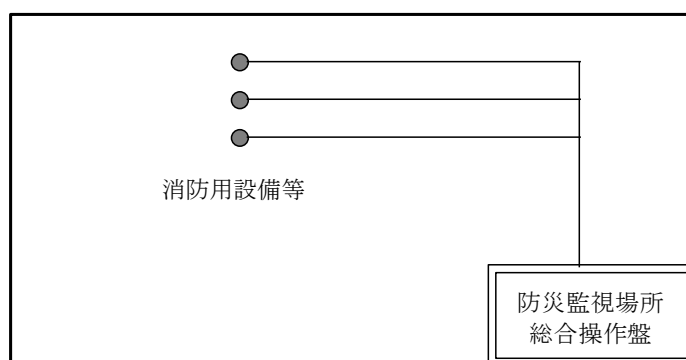 消防用設備等
防災監視場所
総合操作盤